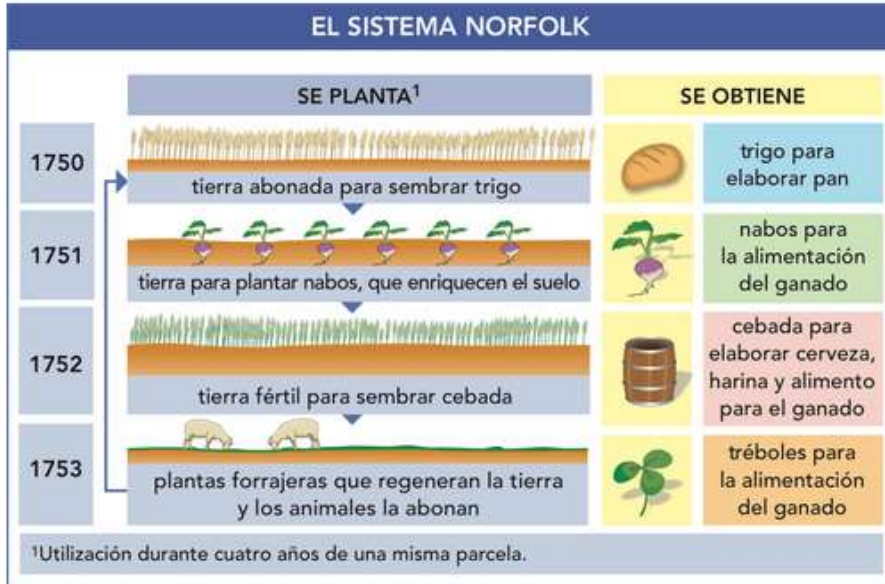 EL SISTEMA NORFOLK
SE PLANTA¹
SE OBTIENE
1750
tierra abonada para sembrar trigo
trigo para
elaborar pan
1751
tierra para plantar nabos, que enriquecen el suelo
nabos para
la alimentación
del ganado
1752
tierra fértil para sembrar cebada
cebada para
elaborar cerveza,
harina y alimento
para el ganado
1753
plantas forrajeras que regeneran la tierra
y los animales la abonan
tréboles para
la alimentación
del ganado
¹Utilización durante cuatro años de una misma parcela.